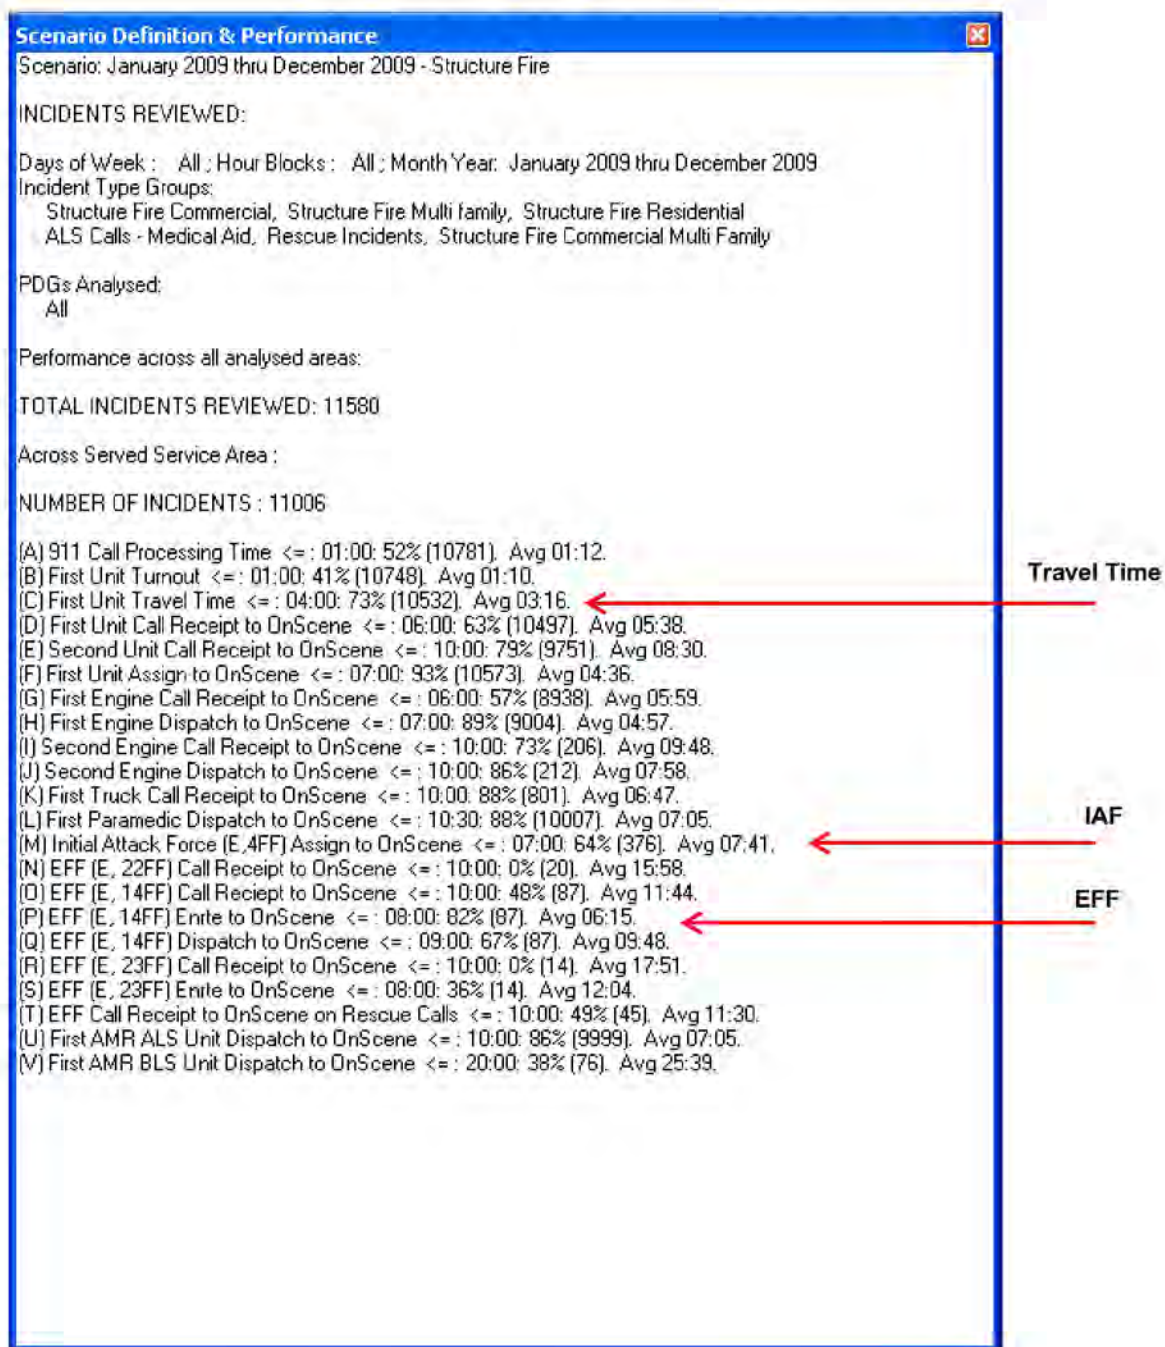 Scenario Definition & Performance
Scenario: January 2009 thru December 2009 - Structure Fire
INCIDENTS REVIEWED:
Days of Week : All ; Hour Blocks : All ; Month Year: January 2009 thru December 2009
Incident Type Groups:
Structure Fire Commercial, Structure Fire Multi family, Structure Fire Residential
ALS Calls - Medical Aid, Rescue Incidents, Structure Fire Commercial Multi Family
PDGs Analysed:
All
Performance across all analysed areas:
TOTAL INCIDENTS REVIEWED: 11580
Across Served Service Area :
NUMBER OF INCIDENTS : 11006
(A) 911 Call Processing Time <= : 01:00: 52% (10781). Avg 01:12.
(B) First Unit Turnout <= : 01:00: 41% (10748). Avg 01:10.
(C) First Unit Travel Time <= : 04:00: 73% (10532). Avg 03:16.
Travel Time
(D) First Unit Call Receipt to OnScene <= : 06:00: 63% (10497). Avg 05:38.
(E) Second Unit Call Receipt to OnScene <= : 10:00: 79% (9751). Avg 08:30.
(F) First Unit Assign to OnScene <= : 07:00: 93% (10573). Avg 04:36.
(G) First Engine Call Receipt to OnScene <= : 06:00: 57% (8938). Avg 05:59.
(H) First Engine Dispatch to OnScene <= : 07:00: 89% (9004). Avg 04:57.
(I) Second Engine Call Receipt to OnScene <= : 10:00: 73% (206). Avg 09:48.
(J) Second Engine Dispatch to OnScene <= : 10:00: 86% (212). Avg 07:58.
(K) First Truck Call Receipt to OnScene <= : 10:00: 88% (801). Avg 06:47.
(L) First Paramedic Dispatch to OnScene <= : 10:30: 88% (10007). Avg 07:05.
(M) Initial Attack Force (E,4FF) Assign to OnScene <= : 07:00: 64% (376). Avg 07:41.
IAF
(N) EFF (E, 22FF) Call Receipt to OnScene <= : 10:00: 0% (20). Avg 15:58.
(O) EFF (E, 14FF) Call Reciept to OnScene <= : 10:00: 48% (87). Avg 11:44.
(P) EFF (E, 14FF) Enrte to OnScene <= : 08:00: 82% (87). Avg 06:15.
EFF
(Q) EFF (E, 14FF) Dispatch to OnScene <= : 09:00: 67% (87). Avg 09:48.
(R) EFF (E, 23FF) Call Receipt to OnScene <= : 10:00: 0% (14). Avg 17:51.
(S) EFF (E, 23FF) Enrte to OnScene <= : 08:00: 36% (14). Avg 12:04.
(T) EFF Call Receipt to OnScene on Rescue Calls <= : 10:00: 49% (45). Avg 11:30.
(U) First AMR ALS Unit Dispatch to OnScene <= : 10:00: 86% (9999). Avg 07:05.
(V) First AMR BLS Unit Dispatch to OnScene <= : 20:00: 38% (76). Avg 25:39.